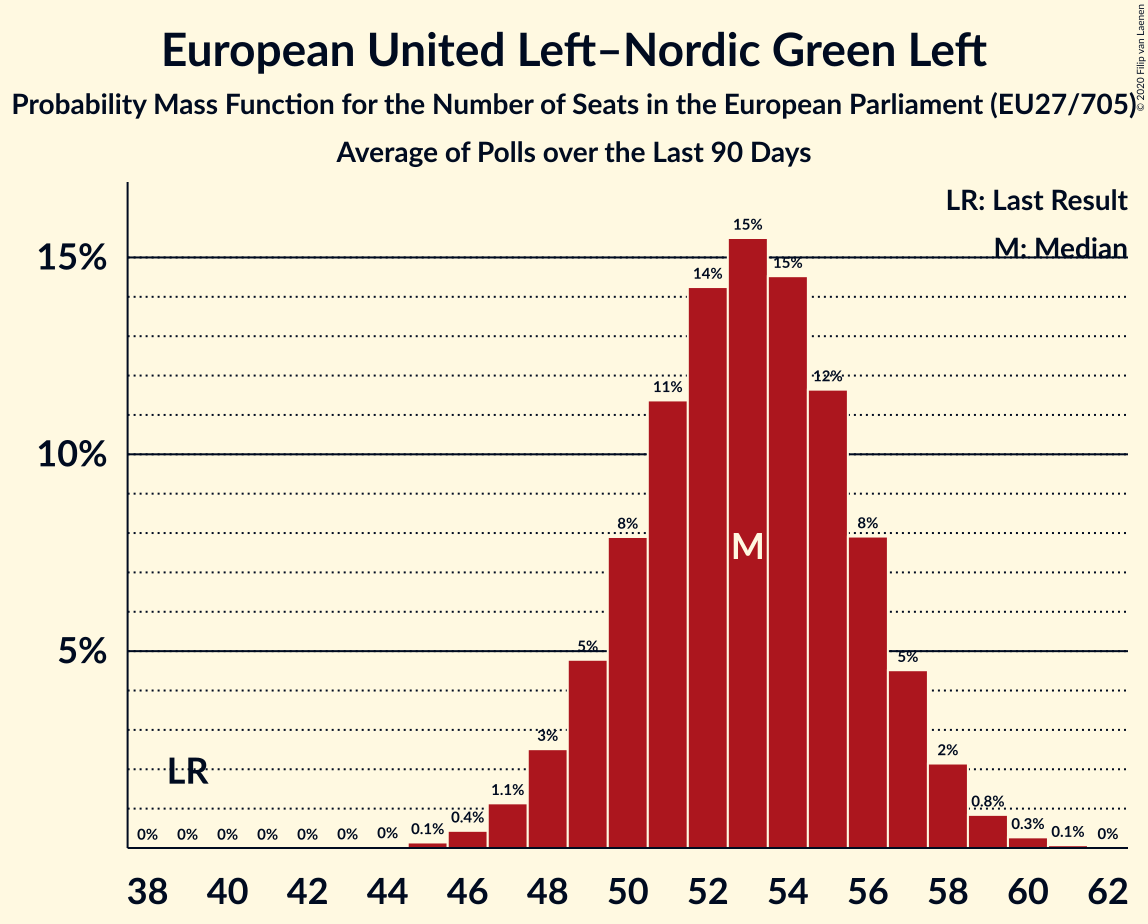 European United Left–Nordic Green Left
Probability Mass Function for the Number of Seats in the European Parliament (EU27/705)
Average of Polls over the Last 90 Days
© 2020 Filip van Laenen
LR: Last Result
M: Median
15%
10%
5%
0% 0% 0% 0% 0% 0% 0% 0.1% 0.4% 1.1% 3% 5% 8% 11% 14% 15% 15% 12% 8% 5% 2% 0.8% 0.3% 0.1% 0%
M
LR
38 40 42 44 46 48 50 52 54 56 58 60 62